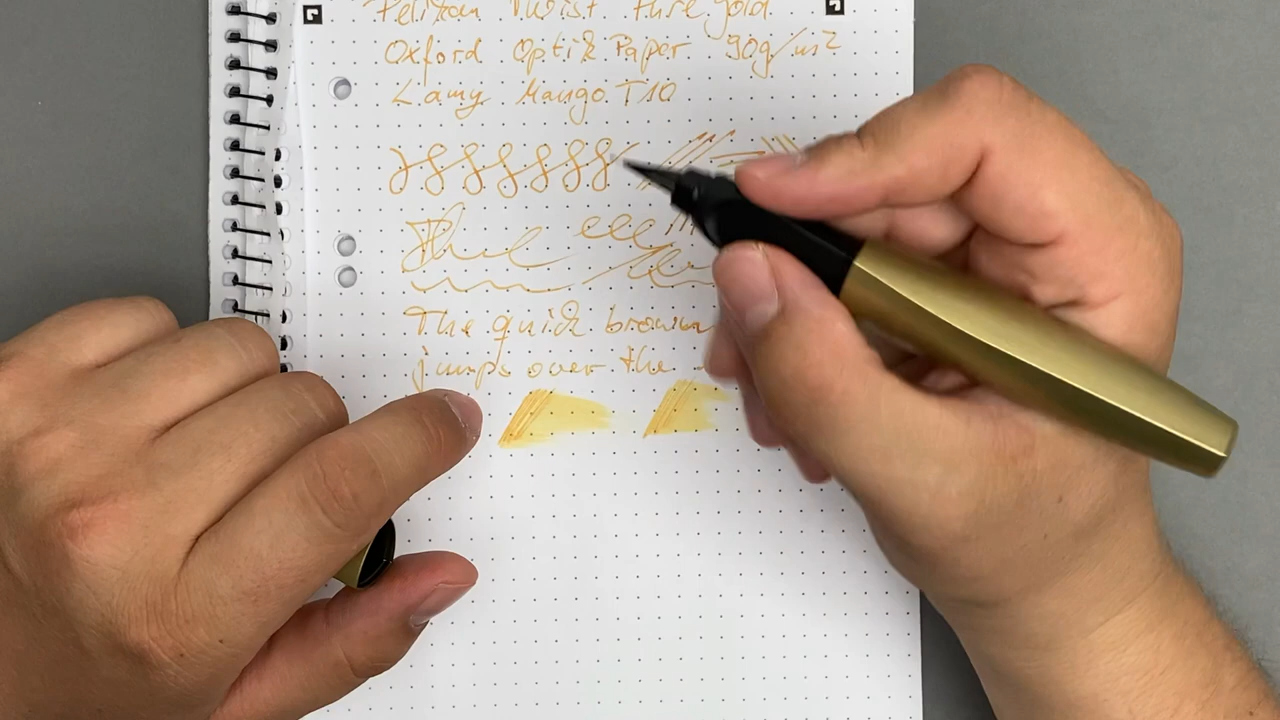 Pelikan Twist Pure gold
Oxford Optik Paper 90g/m2
Lamy Mango T10
The quick brown
jumps over the